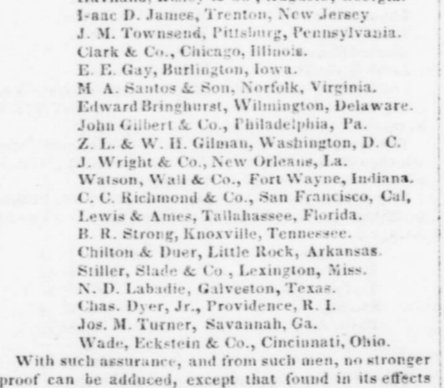 Isaac D. James, Trenton, New Jersey
J. M. Townsend, Pittsburg, Pennsylvania.
Clark & Co., Chicago, Illinois.
E. E. Gay, Burlington, Iowa.
M A. Santos & Son, Norfolk, Virginia.
Edward Bringhurst, Wilmington, Delaware.
John Gilbert & Co., Philadelphia, Pa.
Z. L. & W. H. Gilman, Washington, D. C.
J. Wright & Co., New Orleans, La.
Watson, Wall & Co., Fort Wayne, Indiana.
C. C. Richmond & Co., San Francisco, Cal,
Lewis & Ames, Tallahassee, Florida.
B. R. Strong, Knoxville, Tennessee.
Chilton & Duer, Little Rock, Arkansas.
Stiller, Slade & Co , Lexington, Miss.
N. D. Labadie, Galveston, Texas.
Chas. Dyer, Jr., Providence, R. I.
Jos. M. Turner, Savannah, Ga.
Wade, Eckstein & Co., Cincinnati, Ohio.
With such assurance, and from such men, no stronger
proof can be adduced, except that found in its effects